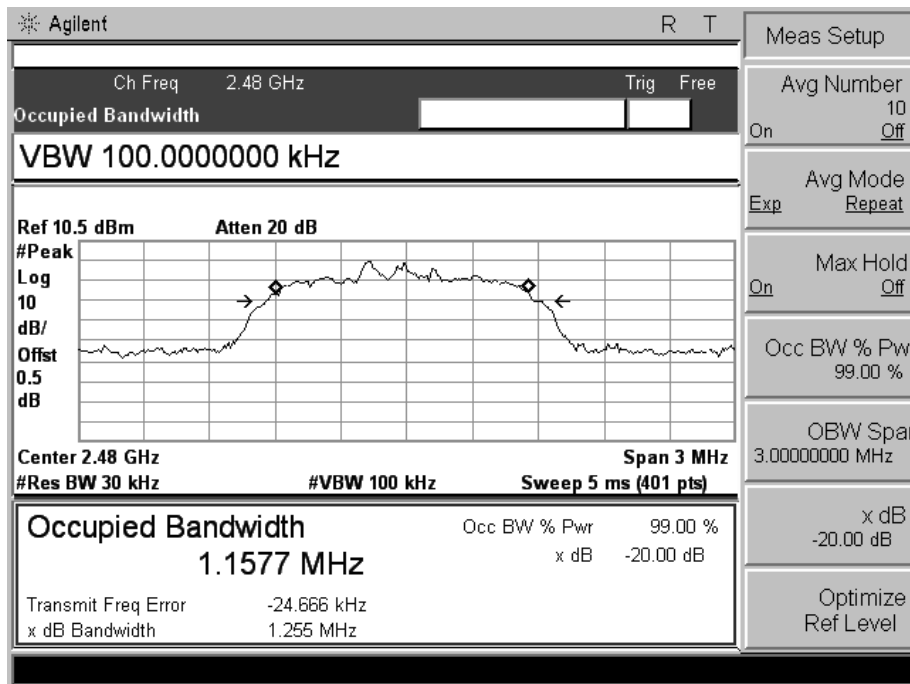 Agilent R T
Ch Freq 2.48 GHz Trig Free
Occupied Bandwidth
VBW 100.0000000 kHz
Ref 10.5 dBm Atten 20 dB
#Peak
Log
10
dB/
Offst
0.5
dB
Center 2.48 GHz Span 3 MHz
#Res BW 30 kHz #VBW 100 kHz Sweep 5 ms (401 pts)
Occupied Bandwidth Occ BW % Pwr 99.00 %
1.1577 MHz x dB -20.00 dB
Transmit Freq Error -24.666 kHz
x dB Bandwidth 1.255 MHz
Meas Setup
Avg Number
10
On Off
Avg Mode
Exp Repeat
Max Hold
On Off
Occ BW % Pw
99.00 %
OBW Spa
3.00000000 MHz
x dB
-20.00 dB
Optimize
Ref Level